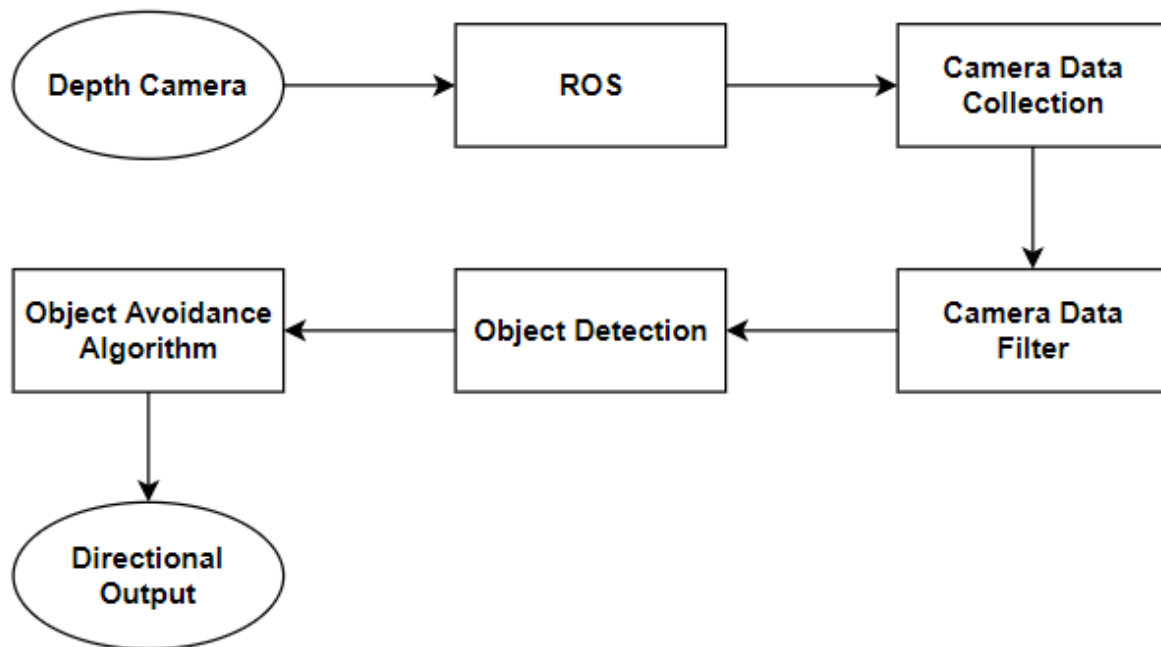 Depth Camera
ROS
Camera Data
Collection
Object Avoidance
Algorithm
Object Detection
Camera Data
Filter
Directional
Output